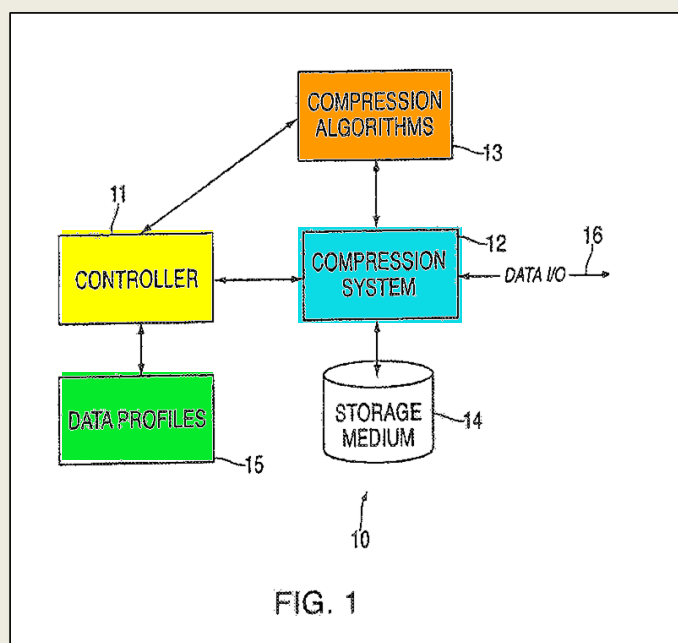 COMPRESSION
ALGORITHMS
13
11
CONTROLLER
12
COMPRESSION
SYSTEM
16
DATA I/O
DATA PROFILES
15
STORAGE
MEDIUM
14
10
FIG. 1